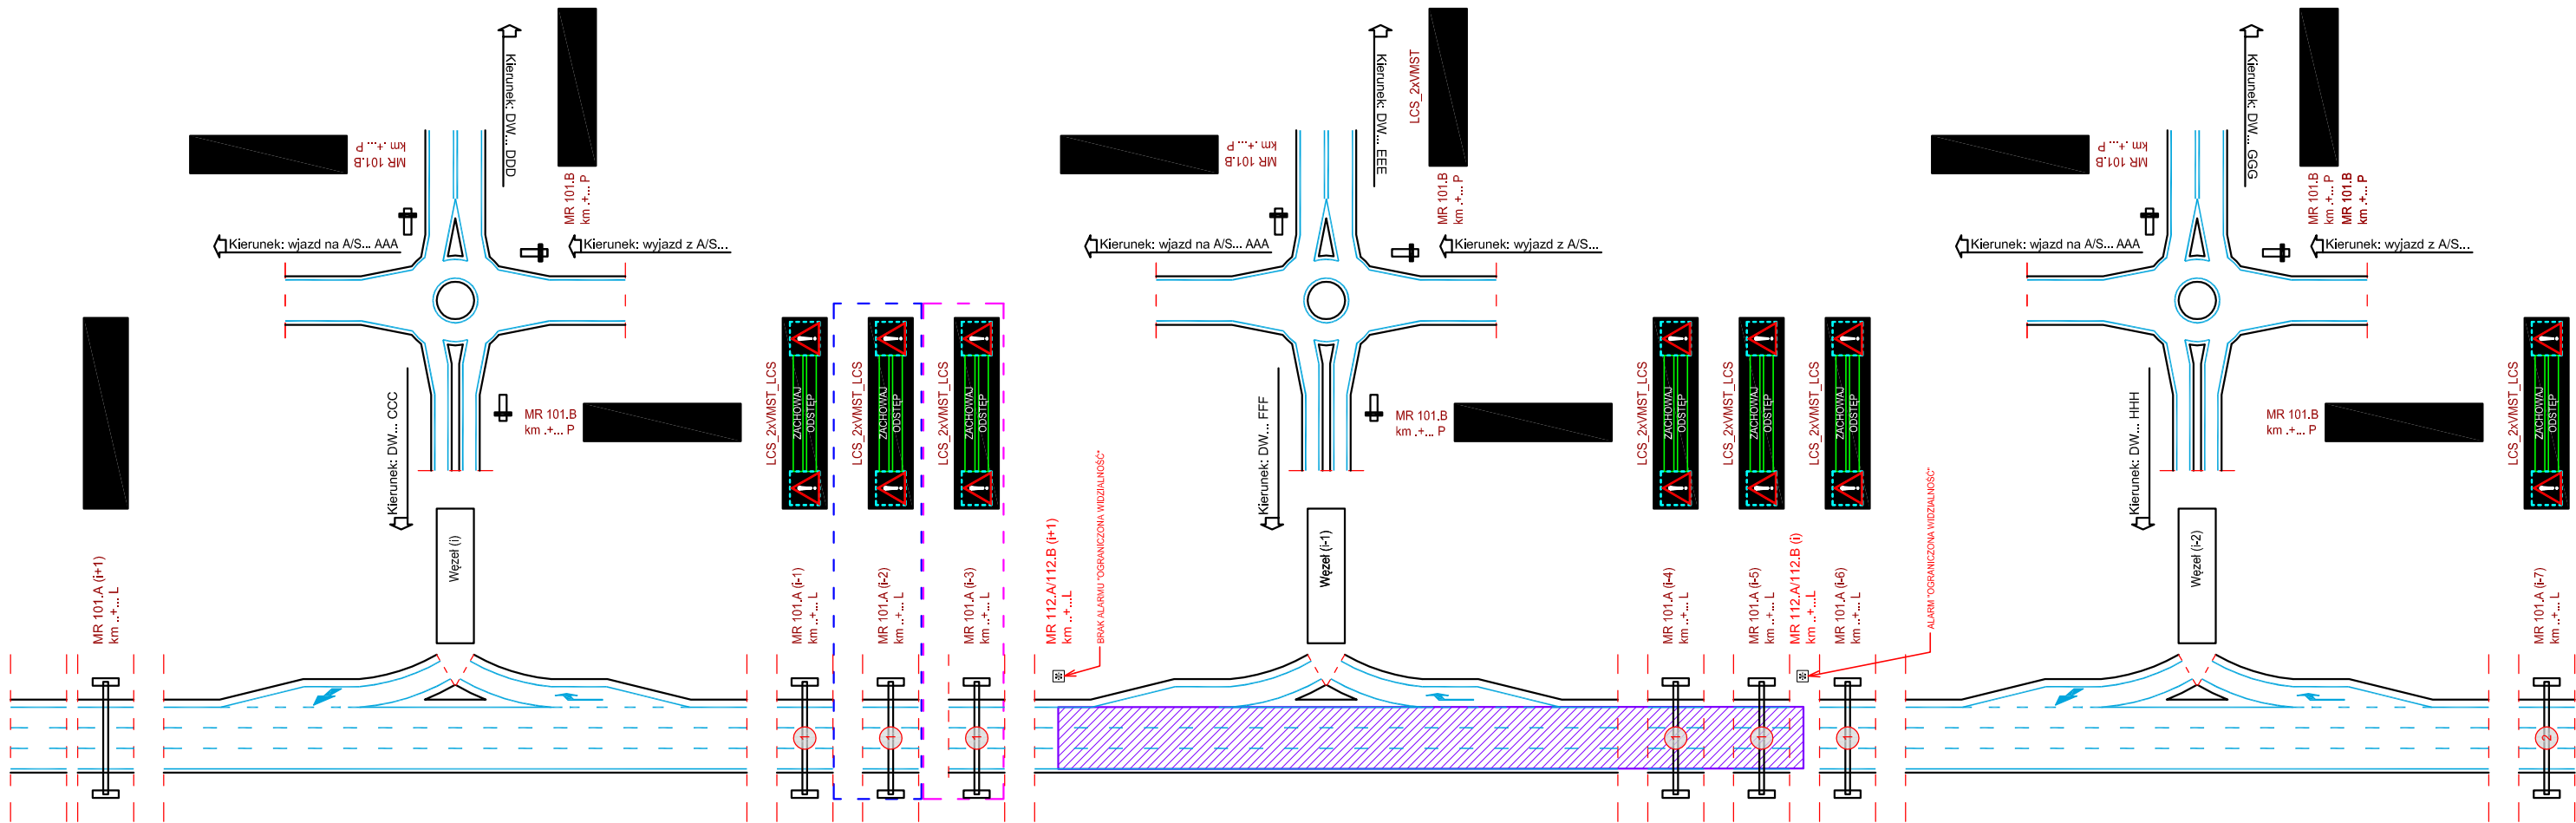 Kierunek: DW... DDD
MR 101.B
km .+... P
MR 101.B
km .+... P
Kierunek: wjazd na A/S... AAA
Kierunek: wyjazd z A/S...
Kierunek: DW... CCC
MR 101.B
km .+... P
Węzeł (i)
MR 101.A (i+1)
km ..+... L
LCS_2xVMST_LCS
ZACHOWAJ
ODSTĘP
MR 101.A (i-1)
km ..+... L
1
LCS_2xVMST_LCS
ZACHOWAJ
ODSTĘP
MR 101.A (i-2)
km ..+... L
1
LCS_2xVMST_LCS
ZACHOWAJ
ODSTĘP
MR 101.A (i-3)
km ..+... L
1
MR 112.A/112.B (i+1)
km ..+...L
BRAK ALARMU "OGRANICZONA WIDZIALNOŚĆ"
Kierunek: DW... EEE
LCS_2xVMST
MR 101.B
km .+... P
MR 101.B
km .+... P
Kierunek: wjazd na A/S... AAA
Kierunek: wyjazd z A/S...
Kierunek: DW... FFF
MR 101.B
km .+... P
Węzeł (i-1)
LCS_2xVMST_LCS
ZACHOWAJ
ODSTĘP
MR 101.A (i-4)
km ..+... L
1
LCS_2xVMST_LCS
ZACHOWAJ
ODSTĘP
MR 101.A (i-5)
km ..+... L
1
MR 112.A/112.B (i)
km ..+...L
LCS_2xVMST_LCS
ZACHOWAJ
ODSTĘP
MR 101.A (i-6)
km ..+... L
1
ALARM "OGRANICZONA WIDZIALNOŚĆ"
Kierunek: DW... GGG
MR 101.B
km .+... P
MR 101.B
km .+... P
MR 101.B
km .+... P
Kierunek: wjazd na A/S... AAA
Kierunek: wyjazd z A/S...
Kierunek: DW... HHH
MR 101.B
km .+... P
Węzeł (i-2)
LCS_2xVMST_LCS
ZACHOWAJ
ODSTĘP
MR 101.A (i-7)
km ..+... L
2